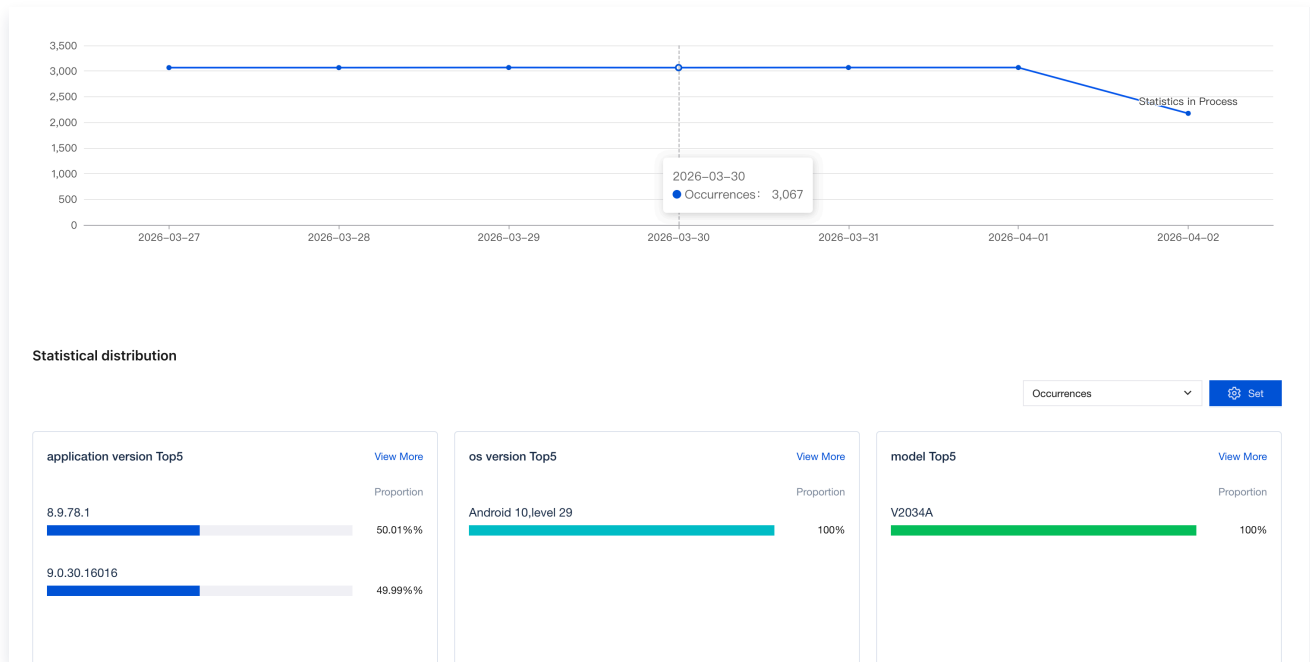 3,500
3,000
2,500
2,000
1,500
1,000
500
0
Statistics in Process
2026–03–30
Occurrences: 3,067
2026–03–27 2026–03–28 2026–03–29 2026–03–30 2026–03–31 2026–04–01 2026–04–02
Statistical distribution
Occurrences Set
application version Top5 View More
Proportion
8.9.78.1
50.01%%
9.0.30.16016
49.99%%
os version Top5 View More
Proportion
Android 10,level 29
100%
model Top5 View More
Proportion
V2034A
100%